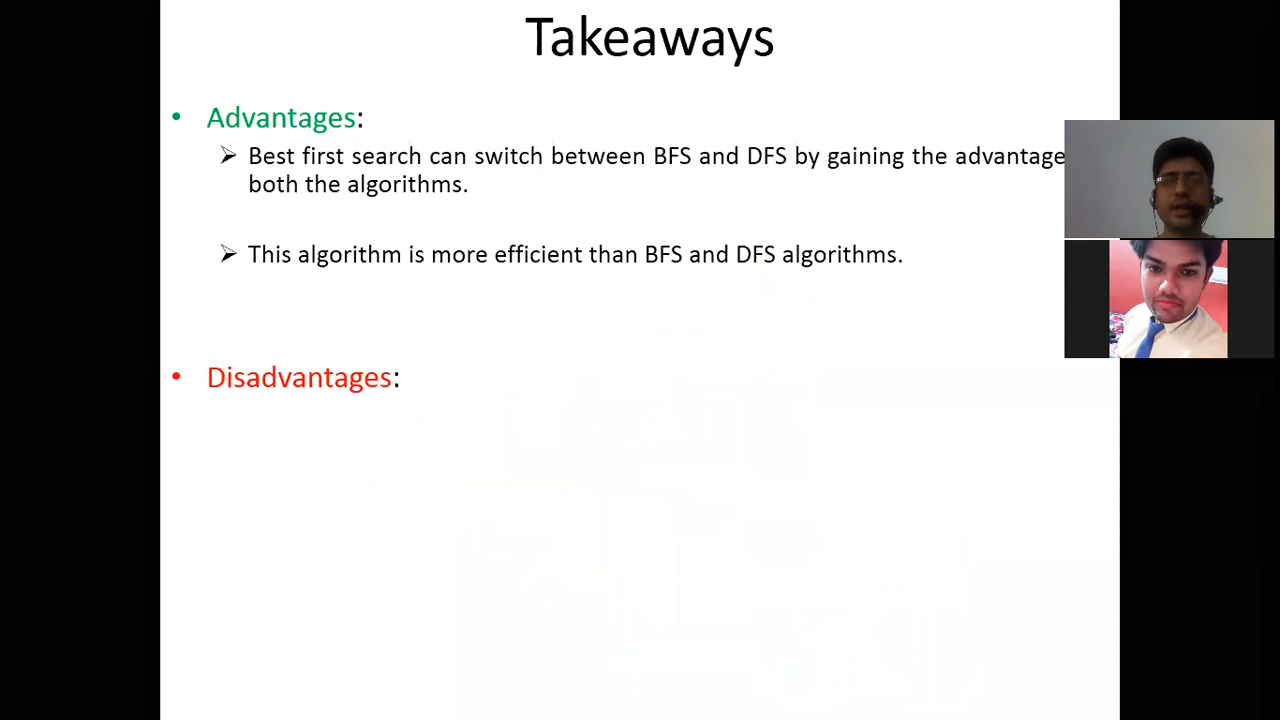 Takeaways
• Advantages:
➢ Best first search can switch between BFS and DFS by gaining the advantage
both the algorithms.
➢ This algorithm is more efficient than BFS and DFS algorithms.
• Disadvantages: